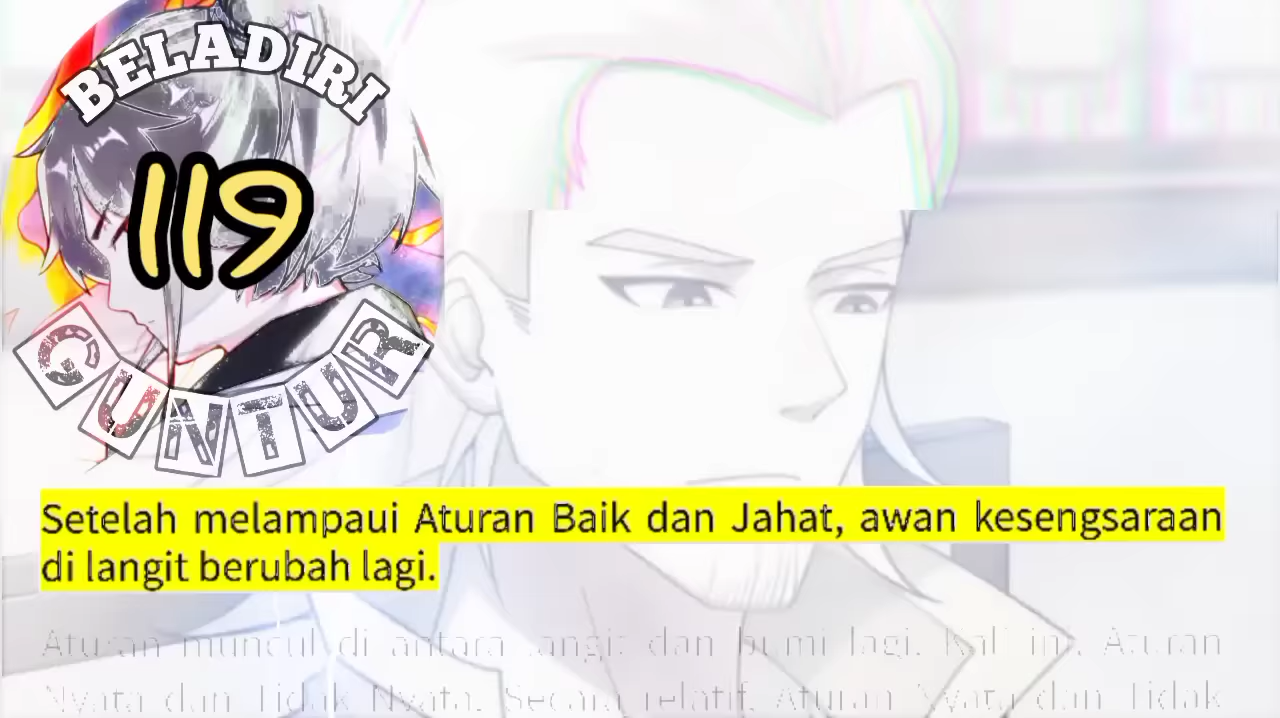 BELADIRI
119
GUNTUR
Setelah melampaui Aturan Baik dan Jahat, awan kesengsaraan
di langit berubah lagi.
Aturan muncul di antara langit dan bumi lagi. Kali ini, Aturan
Nyata dan Tidak Nyata. Secara relatif, Aturan Nyata dan Tidak